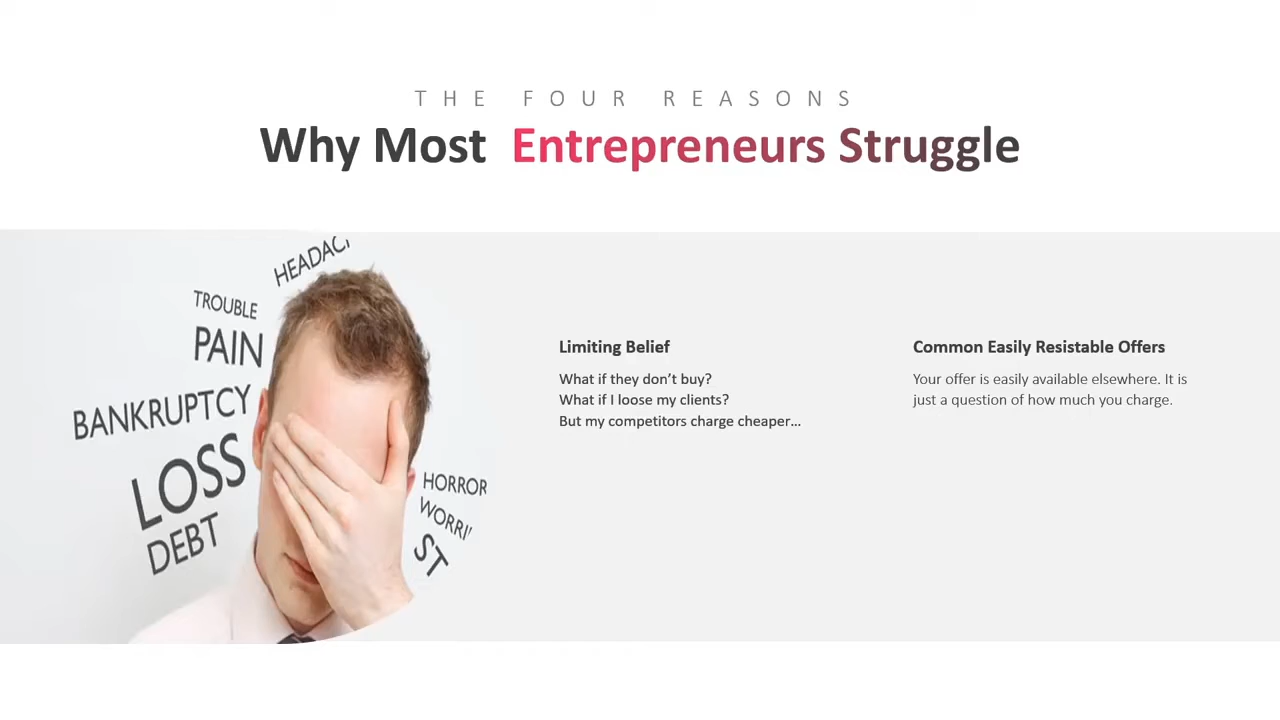 THE FOUR REASONS
Why Most Entrepreneurs Struggle
HEADAC
TROUBLE
PAIN
BANKRUPTCY
LOSS
DEBT
HORROR
WORRI
ST
Limiting Belief
What if they don’t buy?
What if I loose my clients?
But my competitors charge cheaper...
Common Easily Resistable Offers
Your offer is easily available elsewhere. It is
just a question of how much you charge.